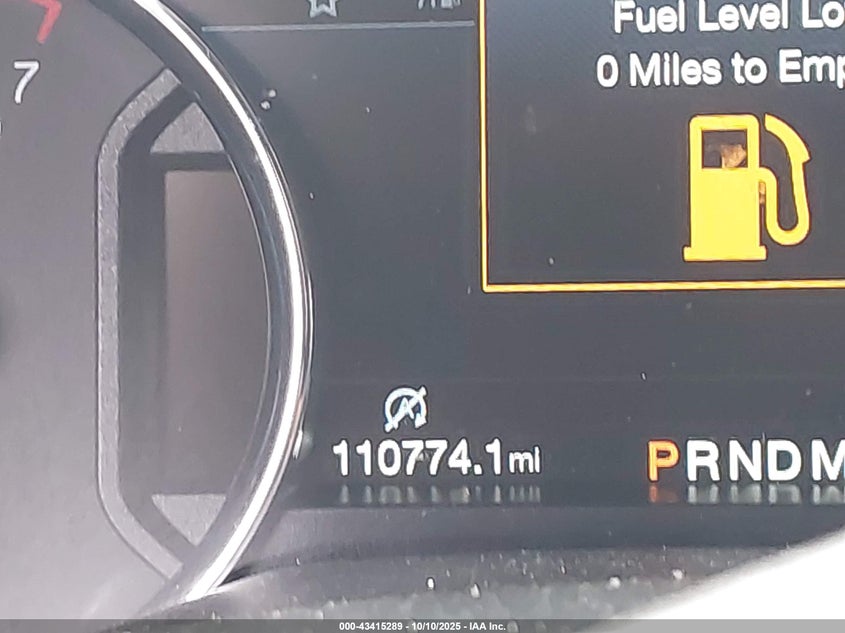 7
Fuel Level Lo
0 Miles to Emp
A
110774.1mi
PRNDM
000-43415289 - 10/10/2025 - IAA Inc.